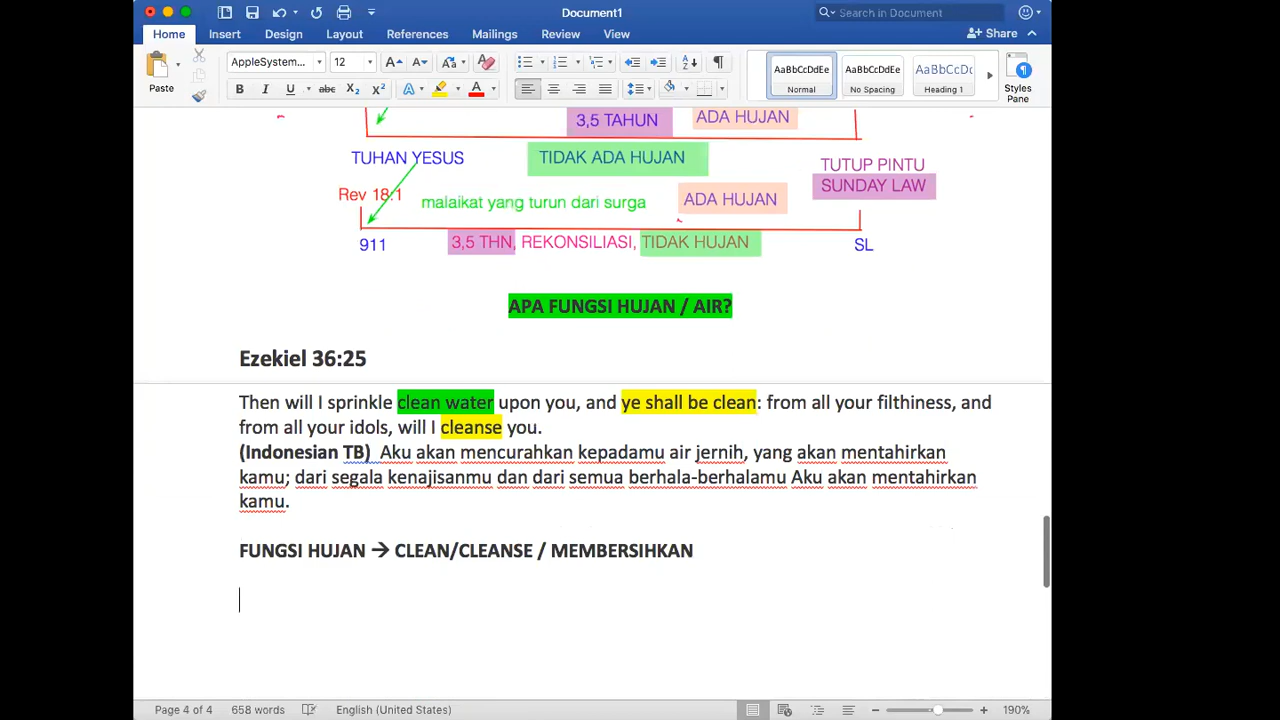 Document1
Search in Document
Home Insert Design Layout References Mailings Review View Share
AppleSystem... 12
Paste
AaBbCcDdEe AaBbCcDdEe AaBbCcDc
Normal No Spacing Heading 1
Styles Pane
3,5 TAHUN ADA HUJAN
TUHAN YESUS TIDAK ADA HUJAN TUTUP PINTU
SUNDAY LAW
Rev 18:1 malaikat yang turun dari surga ADA HUJAN
911 3,5 THN, REKONSILIASI, TIDAK HUJAN SL
APA FUNGSI HUJAN / AIR?
Ezekiel 36:25
Then will I sprinkle clean water upon you, and ye shall be clean: from all your filthiness, and
from all your idols, will I cleanse you.
(Indonesian TB) Aku akan mencurahkan kepadamu air jernih, yang akan mentahirkan
kamu; dari segala kenajisanmu dan dari semua berhala-berhalamu Aku akan mentahirkan
kamu.
FUNGSI HUJAN → CLEAN/CLEANSE / MEMBERSIHKAN
Page 4 of 4 658 words English (United States) 190%